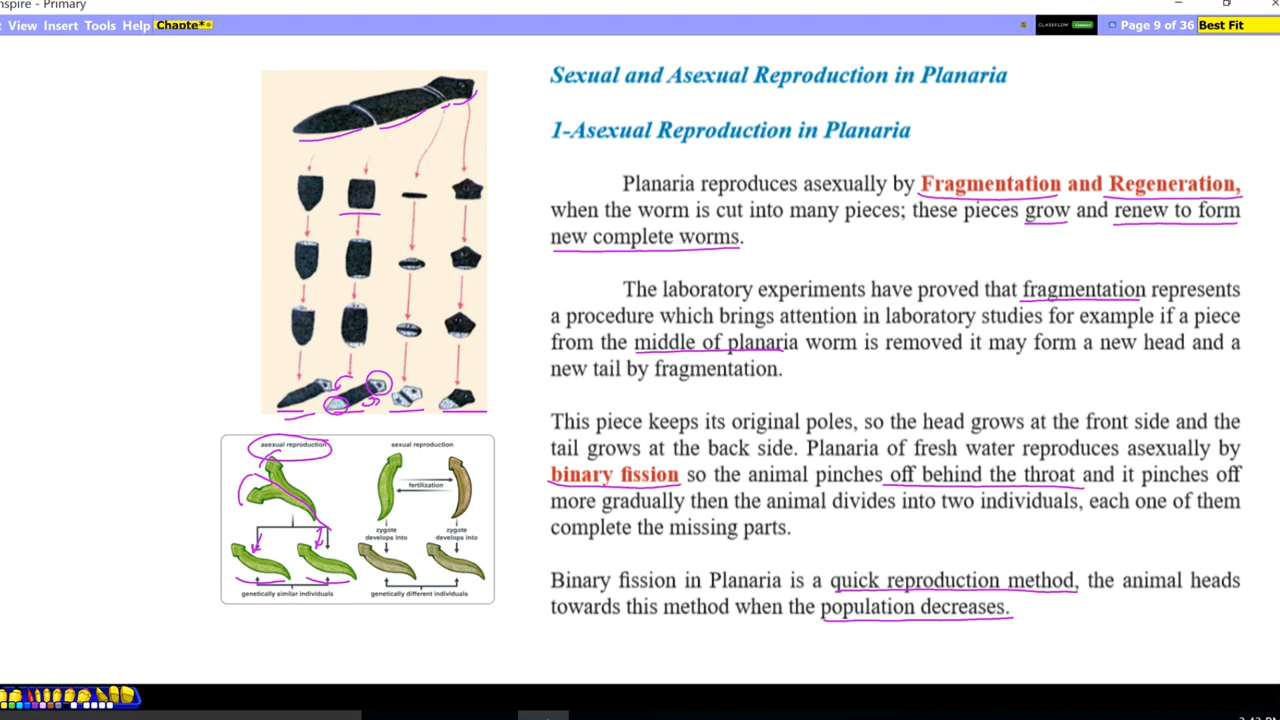 nspire - Primary
View Insert Tools Help Chapte*
CLASSFLOW Connect Page 9 of 36 Best Fit
Sexual and Asexual Reproduction in Planaria
1-Asexual Reproduction in Planaria
Planaria reproduces asexually by Fragmentation and Regeneration,
when the worm is cut into many pieces; these pieces grow and renew to form
new complete worms.
The laboratory experiments have proved that fragmentation represents
a procedure which brings attention in laboratory studies for example if a piece
from the middle of planaria worm is removed it may form a new head and a
new tail by fragmentation.
This piece keeps its original poles, so the head grows at the front side and the
tail grows at the back side. Planaria of fresh water reproduces asexually by
binary fission so the animal pinches off behind the throat and it pinches off
more gradually then the animal divides into two individuals, each one of them
complete the missing parts.
Binary fission in Planaria is a quick reproduction method, the animal heads
towards this method when the population decreases.
asexual reproduction
genetically similar individuals
sexual reproduction
fertilization
zygote
develops into
zygote
develops into
genetically different individuals